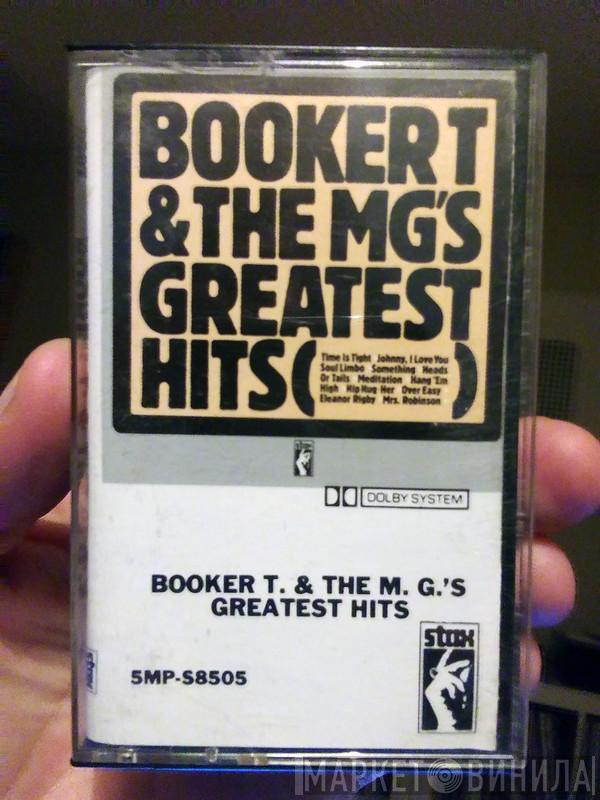 BOOKER T
& THE MG'S
GREATEST
HITS (
Time Is Tight Johnny, I Love You
Soul Limbo Something Heads
Or Tails Meditation Hang 'Em
High Hip Hug Her Over Easy
Eleanor Rigby Mrs. Robinson
)
stax
DOLBY SYSTEM
BOOKER T. & THE M. G.'S
GREATEST HITS
stax
5MP-S8505
МАРКЕТ ВИНИЛА